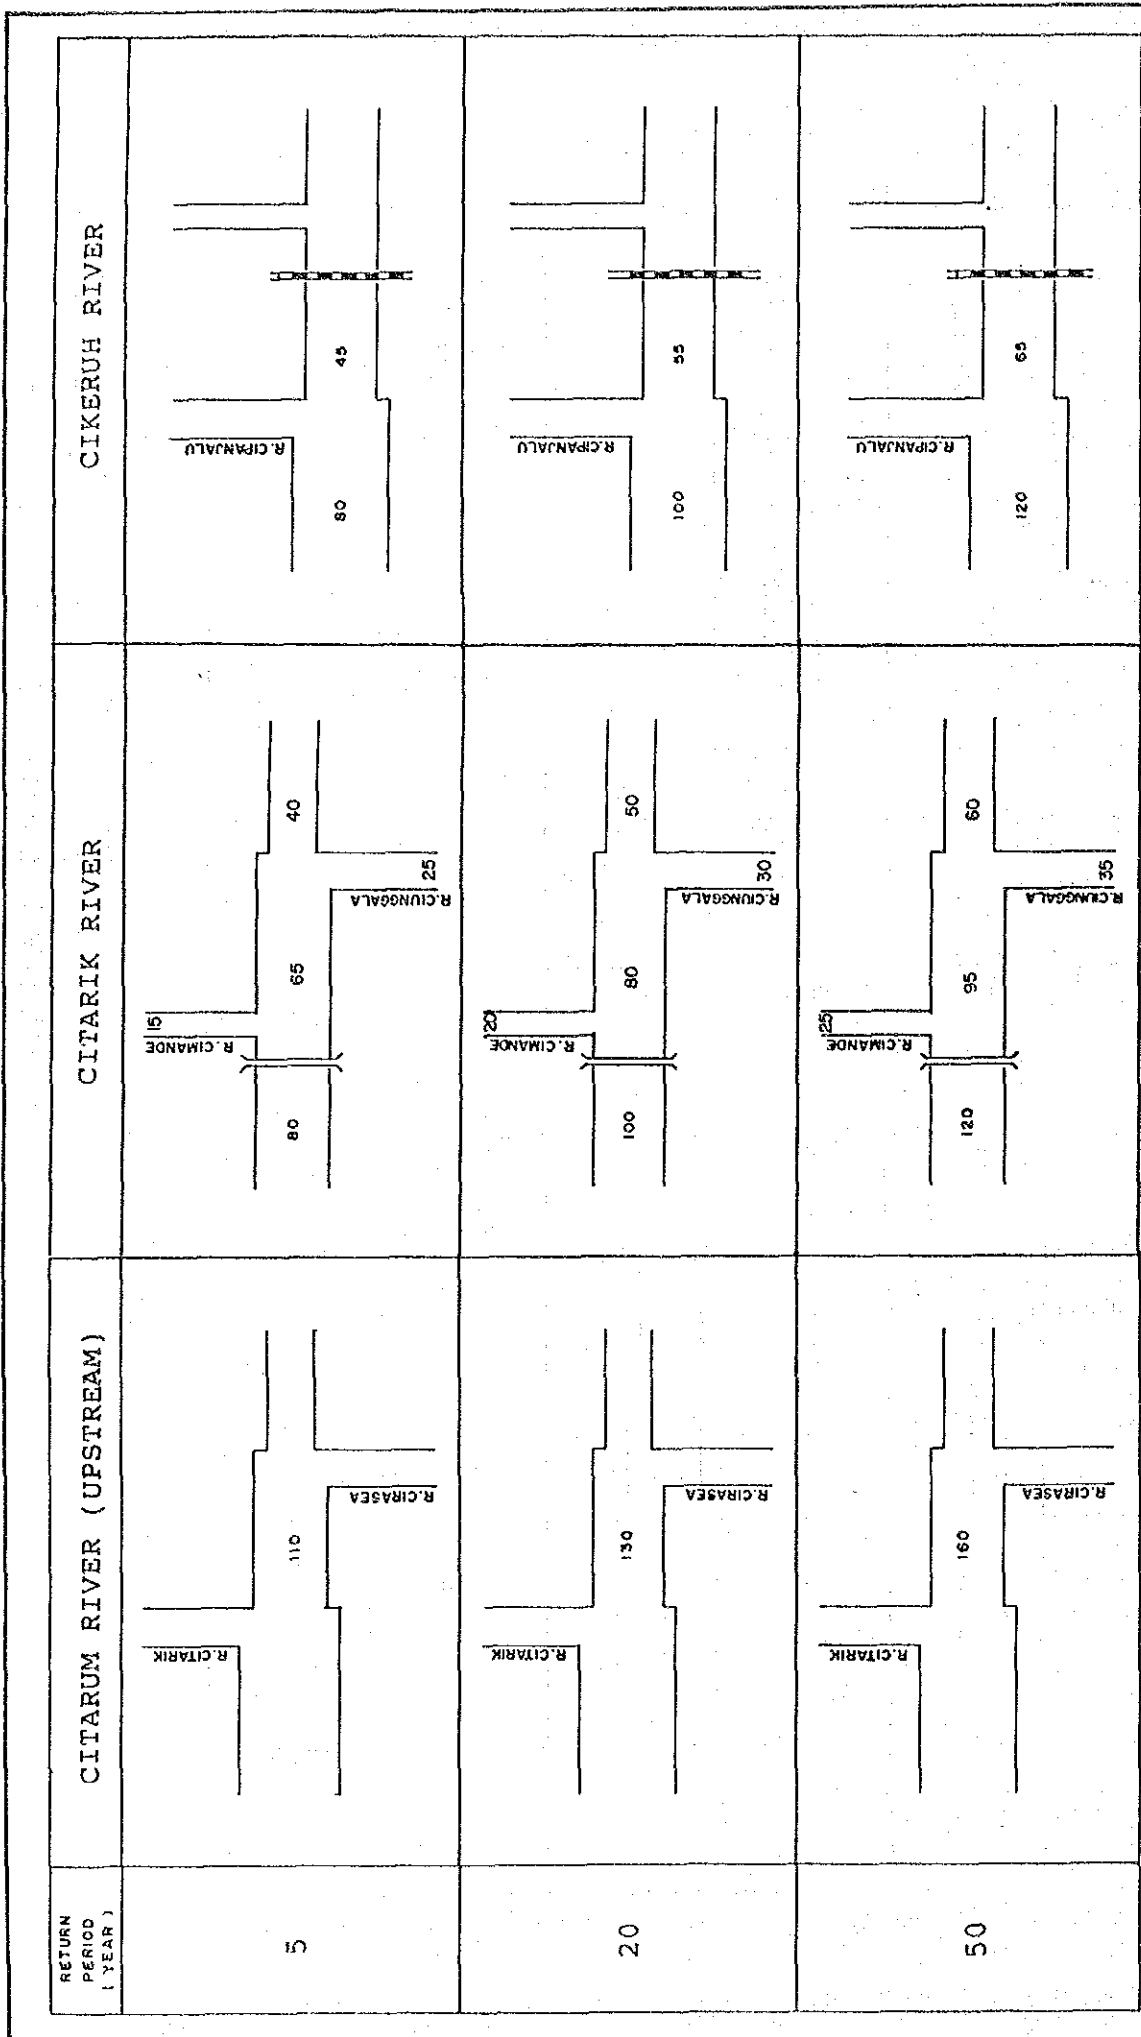 RETURN
PERIOD
( YEAR )
CITARUM RIVER (UPSTREAM)
CITARIK RIVER
CIKERUH RIVER
5
R.CITARIK
110
R.CIRASEA
80
R.CIMANDE
15
65
R.CIUNGGALA
25
40
80
R.CIPANJALU
45
20
R.CITARIK
130
R.CIRASEA
100
R.CIMANDE
20
80
R.CIUNGGALA
30
50
100
R.CIPANJALU
55
50
R.CITARIK
160
R.CIRASEA
120
R.CIMANDE
25
95
R.CIUNGGALA
35
60
120
R.CIPANJALU
65